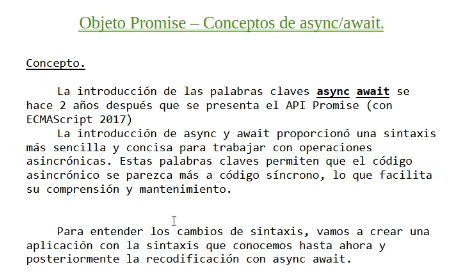 Objeto Promise – Conceptos de async/await.
Concepto.
La introducción de las palabras claves async await se
hace 2 años después que se presenta el API Promise (con
ECMAScript 2017)
La introducción de async y await proporcionó una sintaxis
más sencilla y concisa para trabajar con operaciones
asincrónicas. Estas palabras claves permiten que el código
asincrónico se parezca más a código síncrono, lo que facilita
su comprensión y mantenimiento.
Para entender los cambios de sintaxis, vamos a crear una
aplicación con la sintaxis que conocemos hasta ahora y
posteriormente la recodificación con async await.